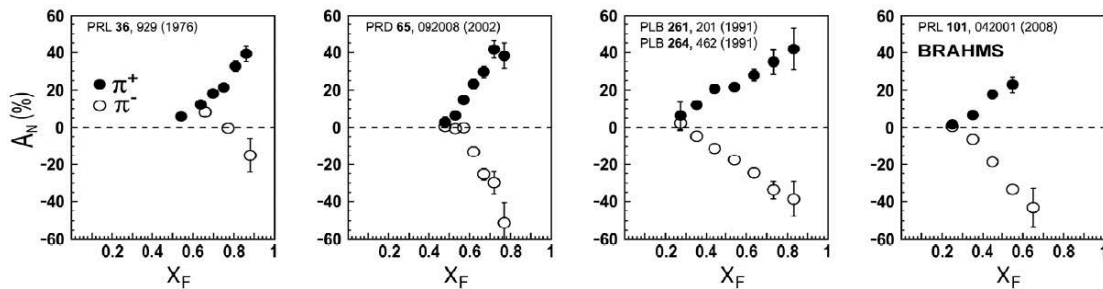 PRL 36, 929 (1976)
π+
π-
A_N (%)
60
40
20
0
-20
-40
-60
0.2 0.4 0.6 0.8 1
X_F
PRD 65, 092008 (2002)
60
40
20
0
-20
-40
-60
0.2 0.4 0.6 0.8 1
X_F
PLB 261, 201 (1991)
PLB 264, 462 (1991)
60
40
20
0
-20
-40
-60
0.2 0.4 0.6 0.8 1
X_F
PRL 101, 042001 (2008)
BRAHMS
60
40
20
0
-20
-40
-60
0.2 0.4 0.6 0.8 1
X_F